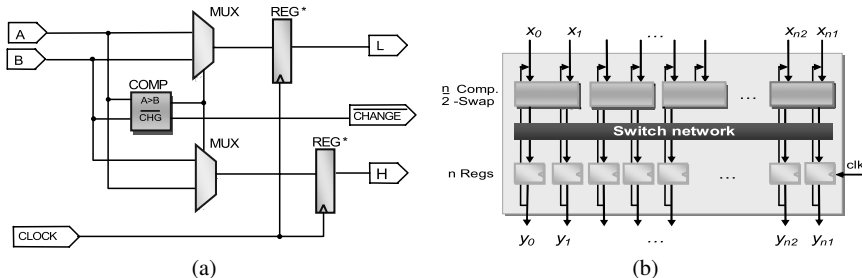 MUX
REG*
A
B
L
COMP
A>B
CHG
CHANGE
MUX
REG*
H
CLOCK
(a)
x0 x1 ... xn2 xn1
n/2 Comp.
-Swap
...
Switch network
n Regs
...
clk
y0 y1 ... yn2 yn1
(b)